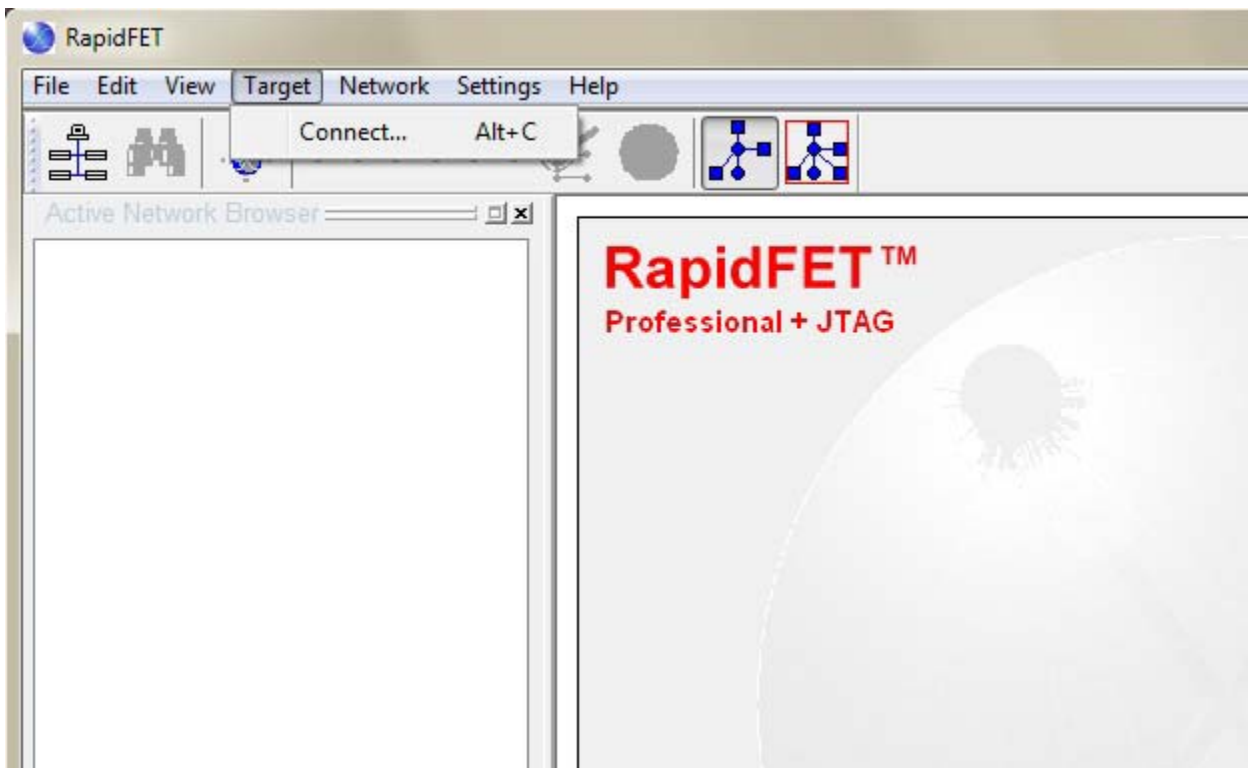 RapidFET
File Edit View Target Network Settings Help
Connect... Alt+C
Active Network Browser
RapidFET™
Professional + JTAG